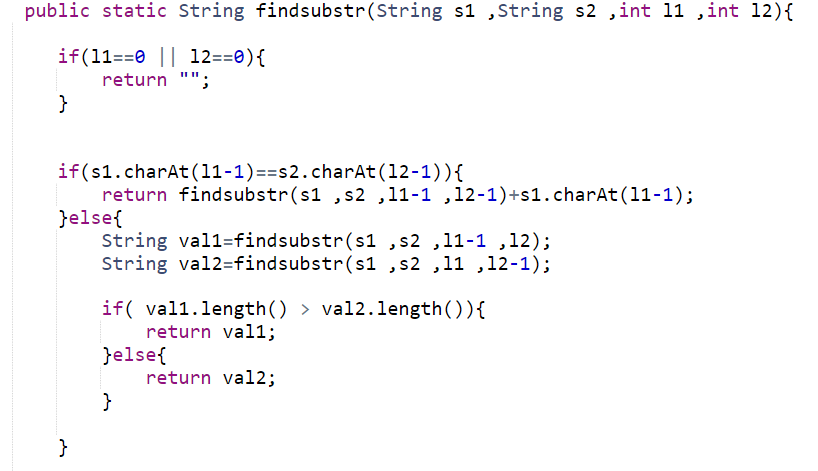 public static String findsubstr(String s1 ,String s2 ,int l1 ,int l2){
if(l1==0 || l2==0){
return "";
}
if(s1.charAt(l1-1)==s2.charAt(l2-1)){
return findsubstr(s1 ,s2 ,l1-1 ,l2-1)+s1.charAt(l1-1);
}else{
String val1=findsubstr(s1 ,s2 ,l1-1 ,l2);
String val2=findsubstr(s1 ,s2 ,l1 ,l2-1);
if( val1.length() > val2.length()){
return val1;
}else{
return val2;
}
}